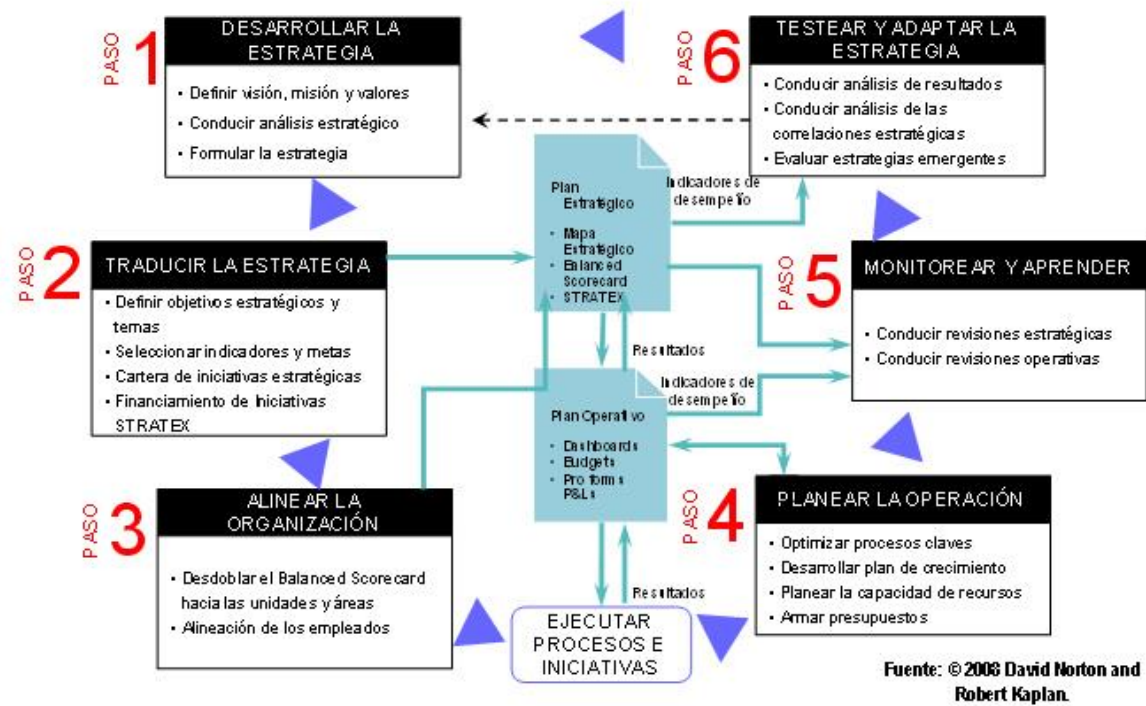 PASO 1
DESARROLLAR LA
ESTRATEGIA
• Definir visión, misión y valores
• Conducir análisis estratégico
• Formular la estrategia
PASO 2
TRADUCIR LA ESTRATEGIA
• Definir objetivos estratégicos y
temas
• Seleccionar indicadores y metas
• Cartera de iniciativas estratégicas
• Financiamiento de Iniciativas
STRATEX
PASO 3
ALINEAR LA
ORGANIZACIÓN
• Desdoblar el Balanced Scorecard
hacia las unidades y áreas
• Alineación de los empleados
Plan
Estratégico
• Mapa
Estratégico
• Balanced
Scorecard
• STRATEX
Indicadores de
desempeño
Resultados
Plan Operativo
• Dashboards
• Budgets
• Pro forms
P&Ls
Indicadores de
desempeño
Resultados
EJECUTAR
PROCESOS E
INICIATIVAS
PASO 4
PLANEAR LA OPERACIÓN
• Optimizar procesos claves
• Desarrollar plan de crecimiento
• Planear la capacidad de recursos
• Armar presupuestos
PASO 5
MONITOREAR Y APRENDER
• Conducir revisiones estratégicas
• Conducir revisiones operativas
PASO 6
TESTEAR Y ADAPTAR LA
ESTRATEGIA
• Conducir análisis de resultados
• Conducir análisis de las
correlaciones estratégicas
• Evaluar estrategias emergentes
Fuente: © 2008 David Norton and
Robert Kaplan.